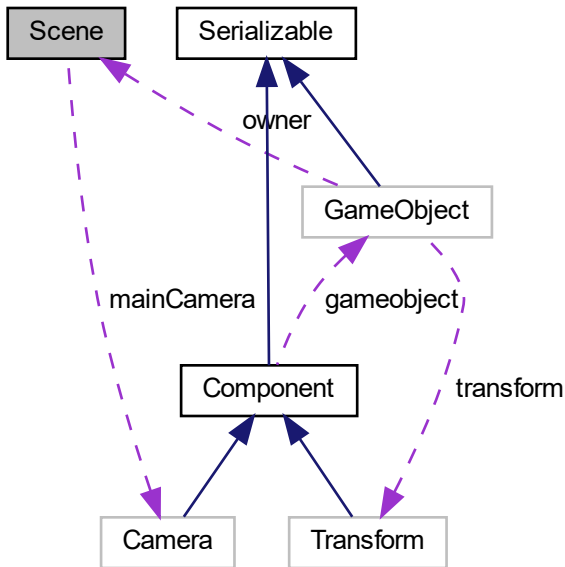 Scene
Serializable
owner
GameObject
mainCamera
gameobject
Component
transform
Camera
Transform